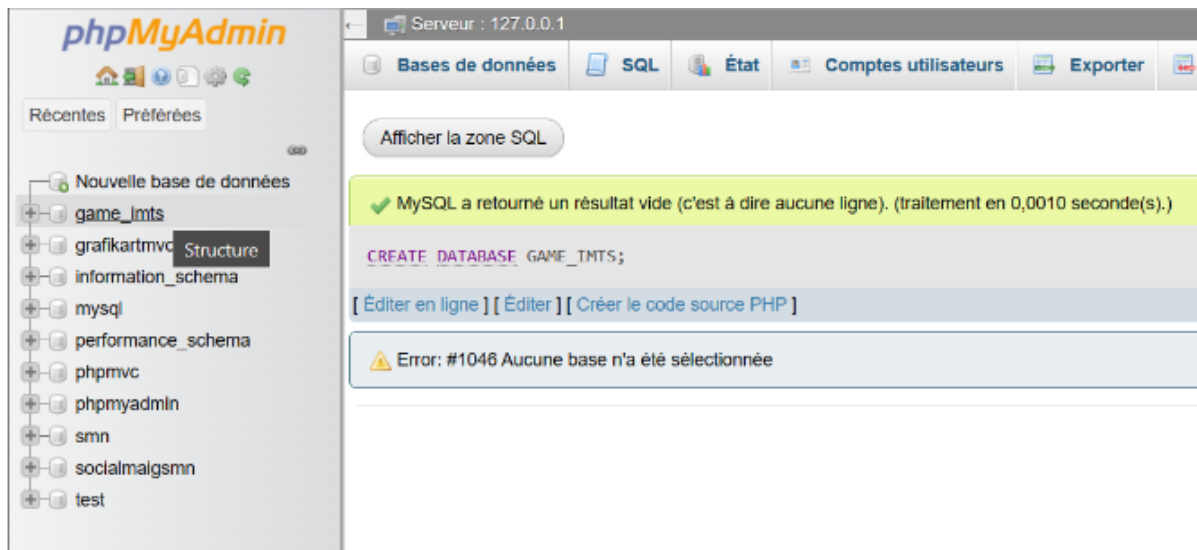 phpMyAdmin
Récentes Préférées
Nouvelle base de données
game_imts
grafikartmvc
Structure
information_schema
mysql
performance_schema
phpmvc
phpmyadmin
smn
socialmaigsmn
test
Serveur : 127.0.0.1
Bases de données SQL État Comptes utilisateurs Exporter
Afficher la zone SQL
MySQL a retourné un résultat vide (c'est à dire aucune ligne). (traitement en 0,0010 seconde(s).)
CREATE DATABASE GAME_IMTS;
[ Éditer en ligne ] [ Éditer ] [ Créer le code source PHP ]
Error: #1046 Aucune base n'a été sélectionnée